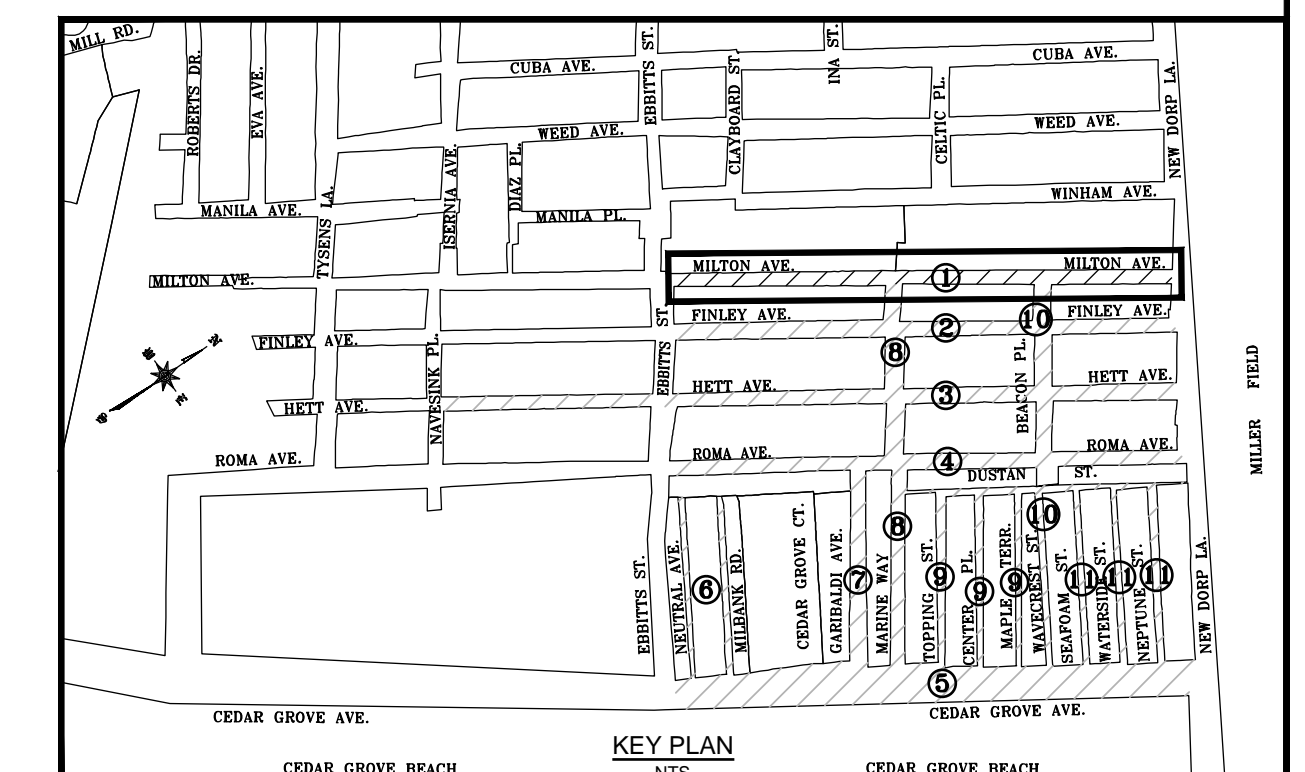 MILL RD.
ROBERTS DR.
EVA AVE.
CUBA AVE.
EBBITTS ST.
CLAYBOARD ST.
INA ST.
CUBA AVE.
NEW DORP LA.
WEED AVE.
CELTIC PL.
WEED AVE.
TYSENS LA.
ISERNIA AVE.
DIAZ PL.
WINHAM AVE.
MANILA AVE.
MANILA PL.
MILTON AVE.
MILTON AVE.
MILTON AVE.
1
FINLEY AVE.
NAVESINK PL.
EBBITTS ST.
FINLEY AVE.
2
10
FINLEY AVE.
8
BEACON PL.
HETT AVE.
HETT AVE.
3
HETT AVE.
MILLER FIELD
ROMA AVE.
ROMA AVE.
4
ROMA AVE.
DUSTAN ST.
EBBITTS ST.
NEUTRAL AVE.
6
MILBANK RD.
CEDAR GROVE CT.
GARIBALDI AVE.
7
MARINE WAY
8
TOPPING ST.
9
CENTER PL.
9
MAPLE TERR.
9
WAVECREST ST.
10
SEAFOAM ST.
11
WATERSIDE ST.
11
NEPTUNE ST.
11
NEW DORP LA.
5
CEDAR GROVE AVE.
CEDAR GROVE AVE.
KEY PLAN
NTS
CEDAR GROVE BEACH
CEDAR GROVE BEACH